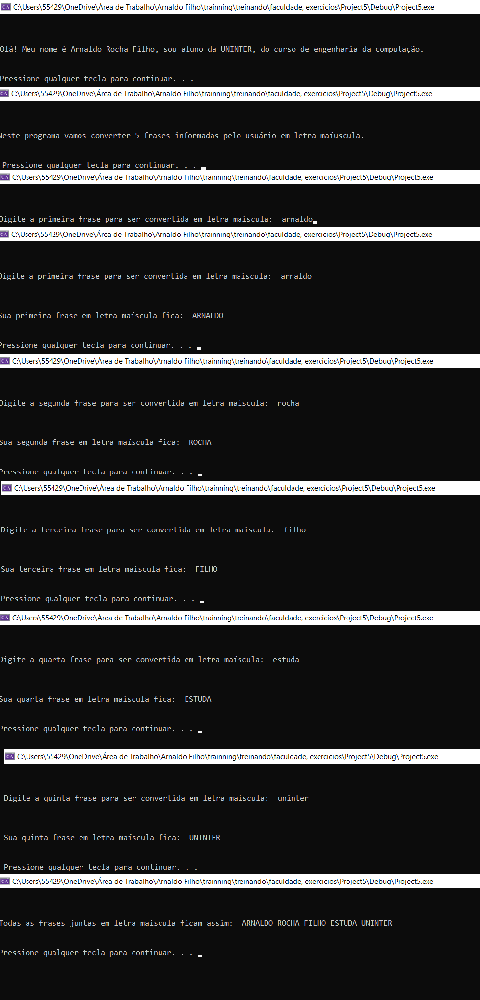 C:\Users\55429\OneDrive\Área de Trabalho\Arnaldo Filho\trainning\treinando\faculdade, exercicios\Project5\Debug\Project5.exe
Olá! Meu nome é Arnaldo Rocha Filho, sou aluno da UNINTER, do curso de engenharia da computação.
Pressione qualquer tecla para continuar. . .
C:\Users\55429\OneDrive\Área de Trabalho\Arnaldo Filho\trainning\treinando\faculdade, exercicios\Project5\Debug\Project5.exe
Neste programa vamos converter 5 frases informadas pelo usuário em letra maíuscula.
Pressione qualquer tecla para continuar. . .
C:\Users\55429\OneDrive\Área de Trabalho\Arnaldo Filho\trainning\treinando\faculdade, exercicios\Project5\Debug\Project5.exe
Digite a primeira frase para ser convertida em letra maíscula:  arnaldo
C:\Users\55429\OneDrive\Área de Trabalho\Arnaldo Filho\trainning\treinando\faculdade, exercicios\Project5\Debug\Project5.exe
Digite a primeira frase para ser convertida em letra maíscula:  arnaldo
Sua primeira frase em letra maíscula fica:  ARNALDO
Pressione qualquer tecla para continuar. . .
C:\Users\55429\OneDrive\Área de Trabalho\Arnaldo Filho\trainning\treinando\faculdade, exercicios\Project5\Debug\Project5.exe
Digite a segunda frase para ser convertida em letra maíscula:  rocha
Sua segunda frase em letra maíscula fica:  ROCHA
Pressione qualquer tecla para continuar. . .
C:\Users\55429\OneDrive\Área de Trabalho\Arnaldo Filho\trainning\treinando\faculdade, exercicios\Project5\Debug\Project5.exe
Digite a terceira frase para ser convertida em letra maíscula:  filho
Sua terceira frase em letra maíscula fica:  FILHO
Pressione qualquer tecla para continuar. . .
C:\Users\55429\OneDrive\Área de Trabalho\Arnaldo Filho\trainning\treinando\faculdade, exercicios\Project5\Debug\Project5.exe
Digite a quarta frase para ser convertida em letra maíscula:  estuda
Sua quarta frase em letra maíscula fica:  ESTUDA
Pressione qualquer tecla para continuar. . .
C:\Users\55429\OneDrive\Área de Trabalho\Arnaldo Filho\trainning\treinando\faculdade, exercicios\Project5\Debug\Project5.exe
Digite a quinta frase para ser convertida em letra maíscula:  uninter
Sua quinta frase em letra maíscula fica:  UNINTER
Pressione qualquer tecla para continuar. . .
C:\Users\55429\OneDrive\Área de Trabalho\Arnaldo Filho\trainning\treinando\faculdade, exercicios\Project5\Debug\Project5.exe
Todas as frases juntas em letra maiscula ficam assim:  ARNALDO ROCHA FILHO ESTUDA UNINTER
Pressione qualquer tecla para continuar. . .